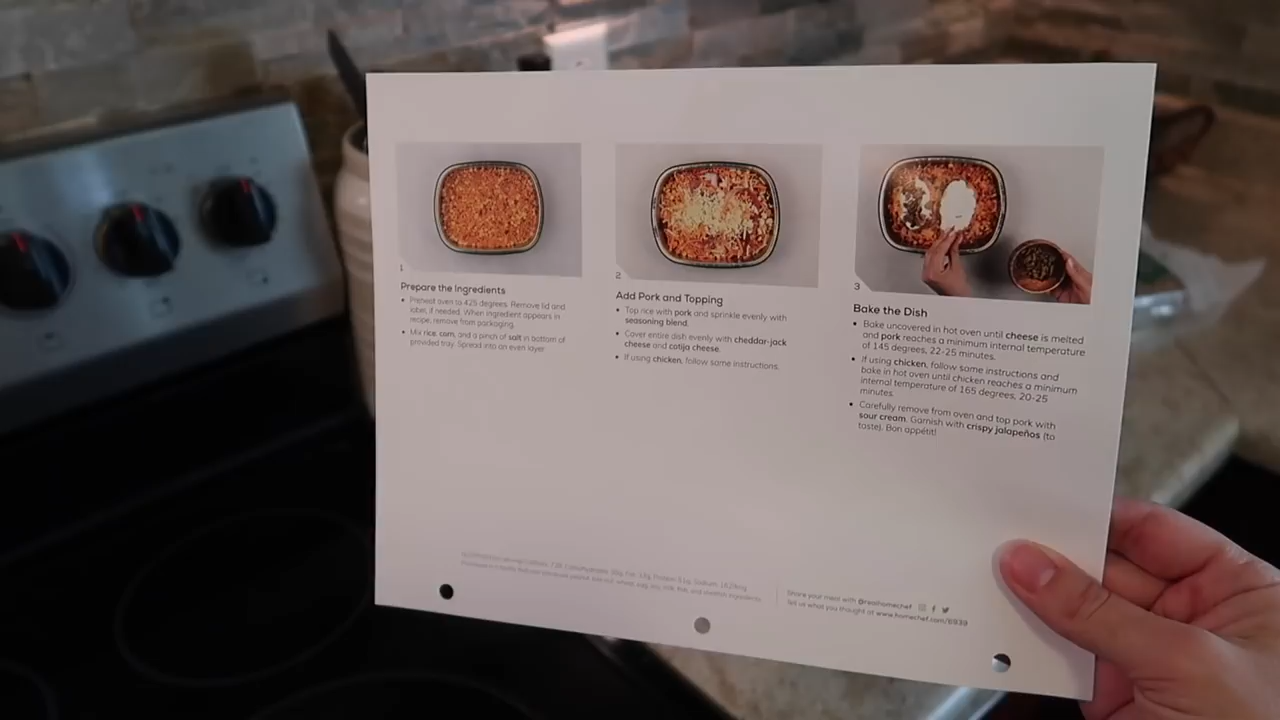 1
Prepare the Ingredients
• Preheat oven to 425 degrees. Remove lid and
label, if needed. When ingredient appears in
recipe, remove from packaging.
• Mix rice, corn, and a pinch of salt in bottom of
provided tray. Spread into an even layer.
2
Add Pork and Topping
• Top rice with pork and sprinkle evenly with
seasoning blend.
• Cover entire dish evenly with cheddar-jack
cheese and cotija cheese.
• If using chicken, follow same instructions.
3
Bake the Dish
• Bake uncovered in hot oven until cheese is melted
and pork reaches a minimum internal temperature
of 145 degrees, 22-25 minutes.
• If using chicken, follow same instructions and
bake in hot oven until chicken reaches a minimum
internal temperature of 165 degrees, 20-25
minutes.
• Carefully remove from oven and top pork with
sour cream. Garnish with crispy jalapeños (to
taste). Bon appétit!
Share your meal with @realhomechef
Tell us what you thought at www.homechef.com/6939